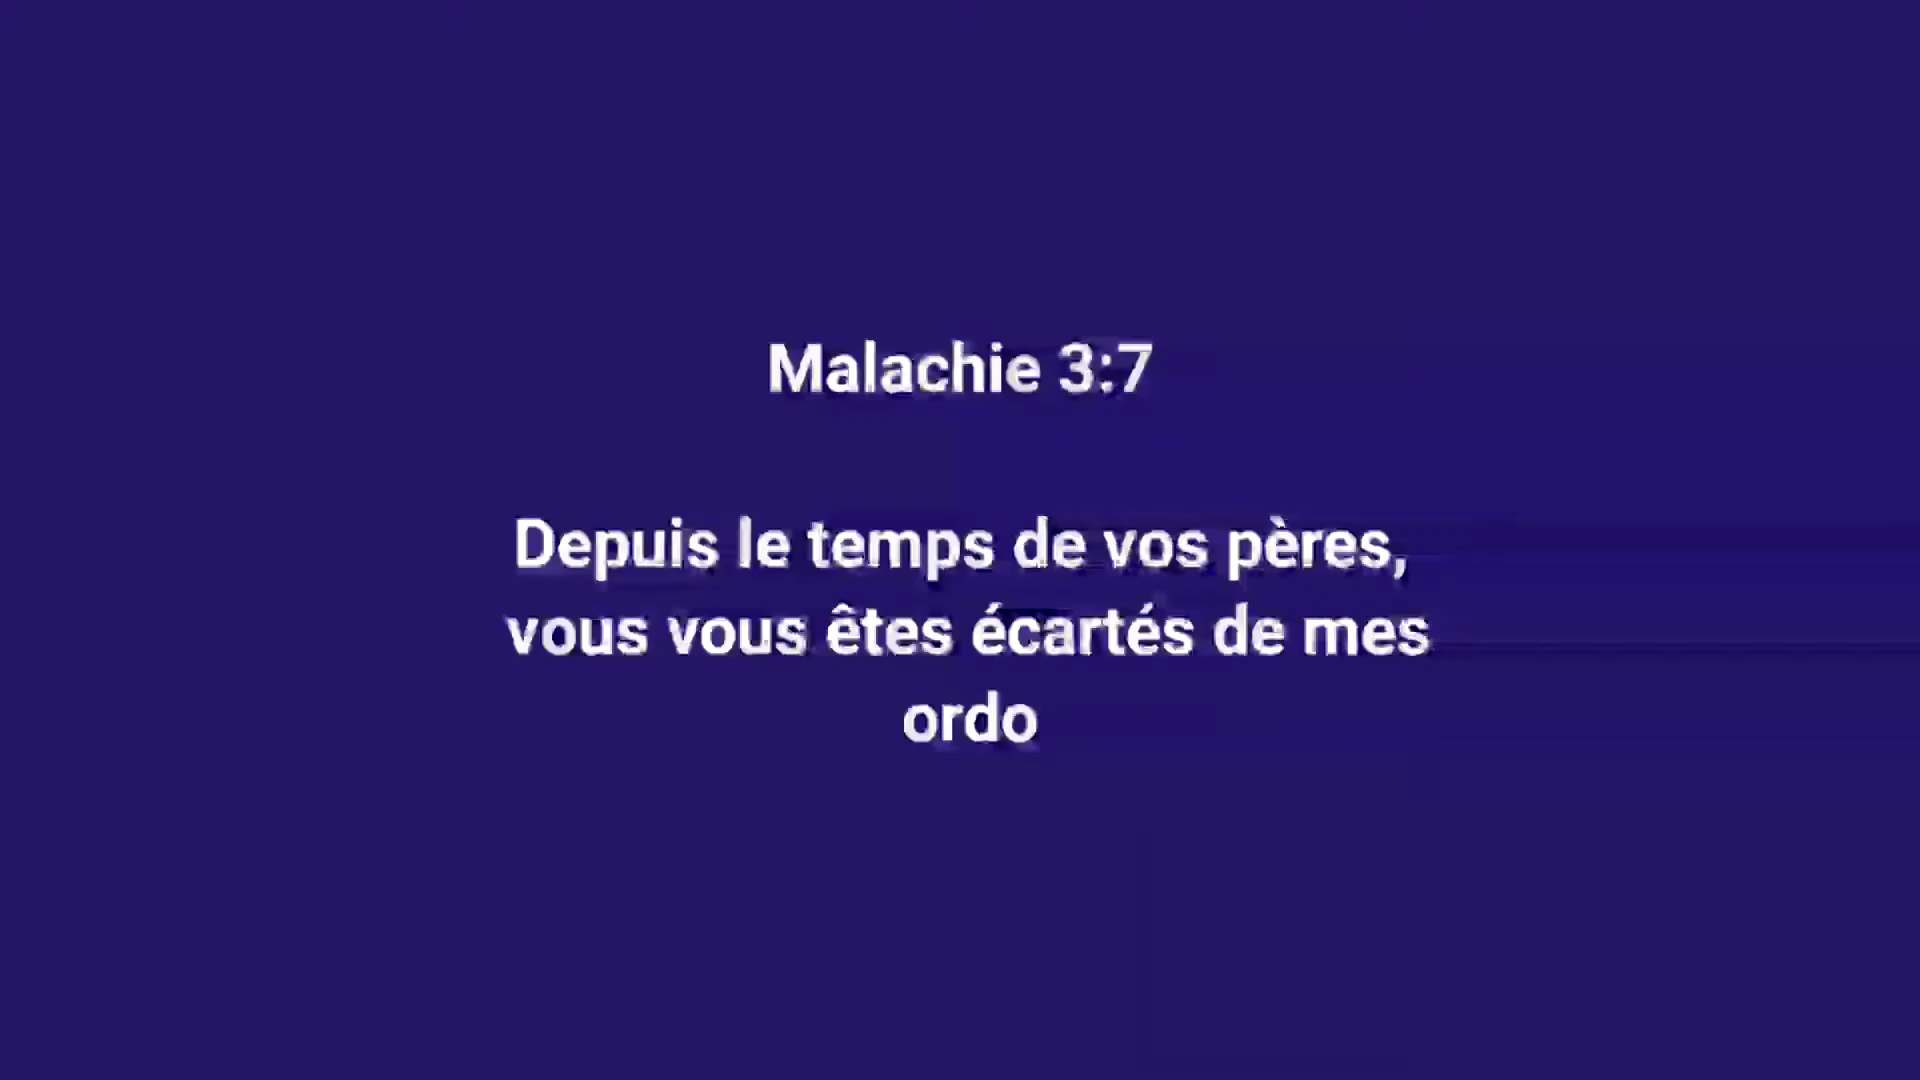 Malachie 3:7
Depuis le temps de vos pères,
vous vous êtes écartés de mes
ordo